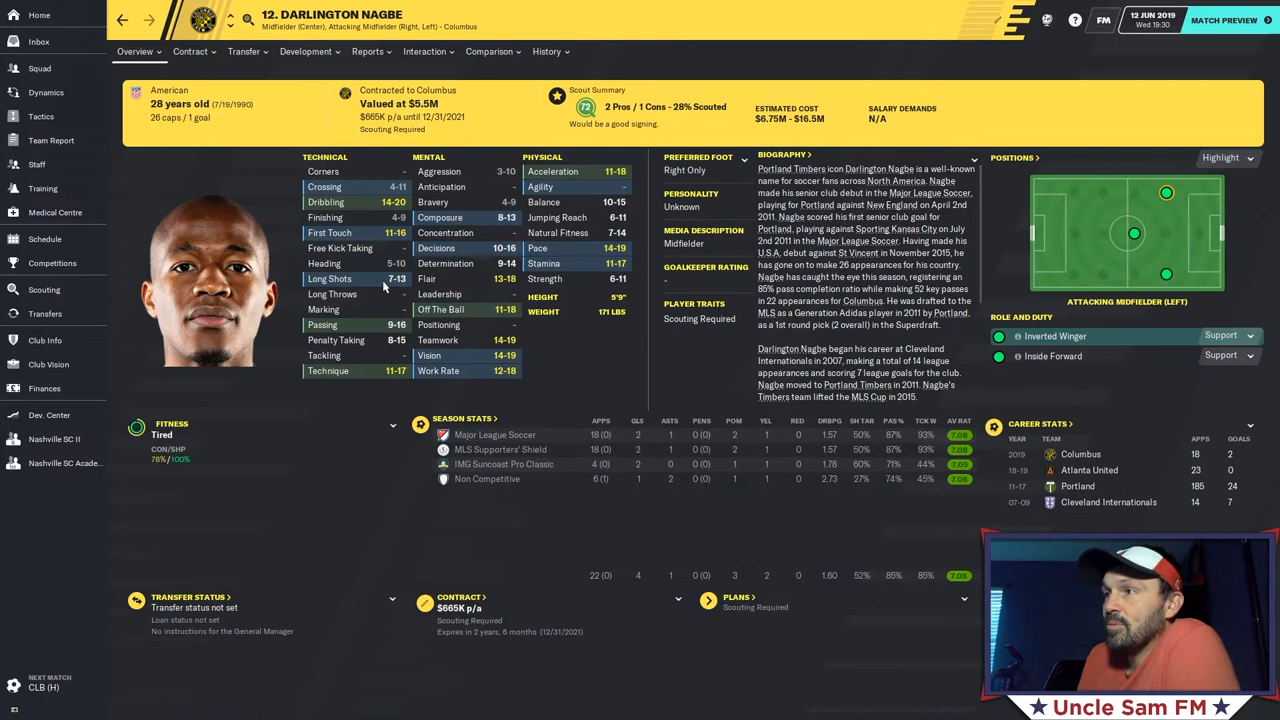 Home
Inbox
Squad
Dynamics
Tactics
Team Report
Staff
Training
Medical Centre
Schedule
Competitions
Scouting
Transfers
Club Info
Club Vision
Finances
Dev. Center
Nashville SC II
Nashville SC Acade...
NEXT MATCH
CLB (H)
12. DARLINGTON NAGBE
Midfielder (Center), Attacking Midfielder (Right, Left) - Columbus
FM
12 JUN 2019
Wed 19:30
MATCH PREVIEW
Overview Contract Transfer Development Reports Interaction Comparison History
American
28 years old (7/19/1990)
26 caps / 1 goal
Contracted to Columbus
Valued at $5.5M
$665K p/a until 12/31/2021
Scouting Required
Scout Summary
72 2 Pros / 1 Cons - 28% Scouted
Would be a good signing.
ESTIMATED COST
$6.75M - $16.5M
SALARY DEMANDS
N/A
TECHNICAL
Corners -
Crossing 4-11
Dribbling 14-20
Finishing 4-9
First Touch 11-16
Free Kick Taking -
Heading 5-10
Long Shots 7-13
Long Throws -
Marking -
Passing 9-16
Penalty Taking 8-15
Tackling -
Technique 11-17
MENTAL
Aggression 3-10
Anticipation -
Bravery 4-9
Composure 8-13
Concentration -
Decisions 10-16
Determination 9-14
Flair 13-18
Leadership -
Off The Ball 11-18
Positioning -
Teamwork 14-19
Vision 14-19
Work Rate 12-18
PHYSICAL
Acceleration 11-18
Agility -
Balance 10-15
Jumping Reach 6-11
Natural Fitness 7-14
Pace 14-19
Stamina 11-17
Strength 6-11
HEIGHT 5'9"
WEIGHT 171 LBS
PREFERRED FOOT
Right Only
PERSONALITY
Unknown
MEDIA DESCRIPTION
Midfielder
GOALKEEPER RATING
-
PLAYER TRAITS
Scouting Required
BIOGRAPHY
Portland Timbers icon Darlington Nagbe is a well-known
name for soccer fans across North America. Nagbe
made his senior club debut in the Major League Soccer,
playing for Portland against New England on April 2nd
2011. Nagbe scored his first senior club goal for
Portland, playing against Sporting Kansas City on July
2nd 2011 in the Major League Soccer. Having made his
U.S.A. debut against St Vincent in November 2015, he
has gone on to make 26 appearances for his country.
Nagbe has caught the eye this season, registering an
85% pass completion ratio while making 52 key passes
in 22 appearances for Columbus. He was drafted to the
MLS as a Generation Adidas player in 2011 by Portland,
as a 1st round pick (2 overall) in the Superdraft.
Darlington Nagbe began his career at Cleveland
Internationals in 2007, making a total of 14 league
appearances and scoring 7 league goals for the club.
Nagbe moved to Portland Timbers in 2011. Nagbe's
Timbers team lifted the MLS Cup in 2015.
POSITIONS
Highlight
ATTACKING MIDFIELDER (LEFT)
ROLE AND DUTY
Inverted Winger Support
Inside Forward Support
FITNESS
Tired
CON/SHP
78%/100%
SEASON STATS APPS GLS ASTS PENS POM YEL RED DRBPG SH TAR PAS % TCK W AV RAT
Major League Soccer 18 (0) 2 1 0 (0) 2 1 0 1.57 50% 87% 93% 7.08
MLS Supporters' Shield 18 (0) 2 1 0 (0) 2 1 0 1.57 50% 87% 93% 7.08
IMG Suncoast Pro Classic 4 (0) 2 0 0 (0) 1 1 0 1.78 60% 71% 44% 7.05
Non Competitive 6 (1) 1 2 0 (0) 1 1 0 2.73 27% 74% 45% 7.06
22 (0) 4 1 0 (0) 3 2 0 1.60 52% 85% 85% 7.08
CAREER STATS
YEAR TEAM APPS GOALS
2019 Columbus 18 2
18-19 Atlanta United 23 0
11-17 Portland 185 24
07-09 Cleveland Internationals 14 7
TRANSFER STATUS
Transfer status not set
Loan status not set
No instructions for the General Manager
CONTRACT
$665K p/a
Scouting Required
Expires in 2 years, 6 months (12/31/2021)
PLANS
Scouting Required
Uncle Sam FM